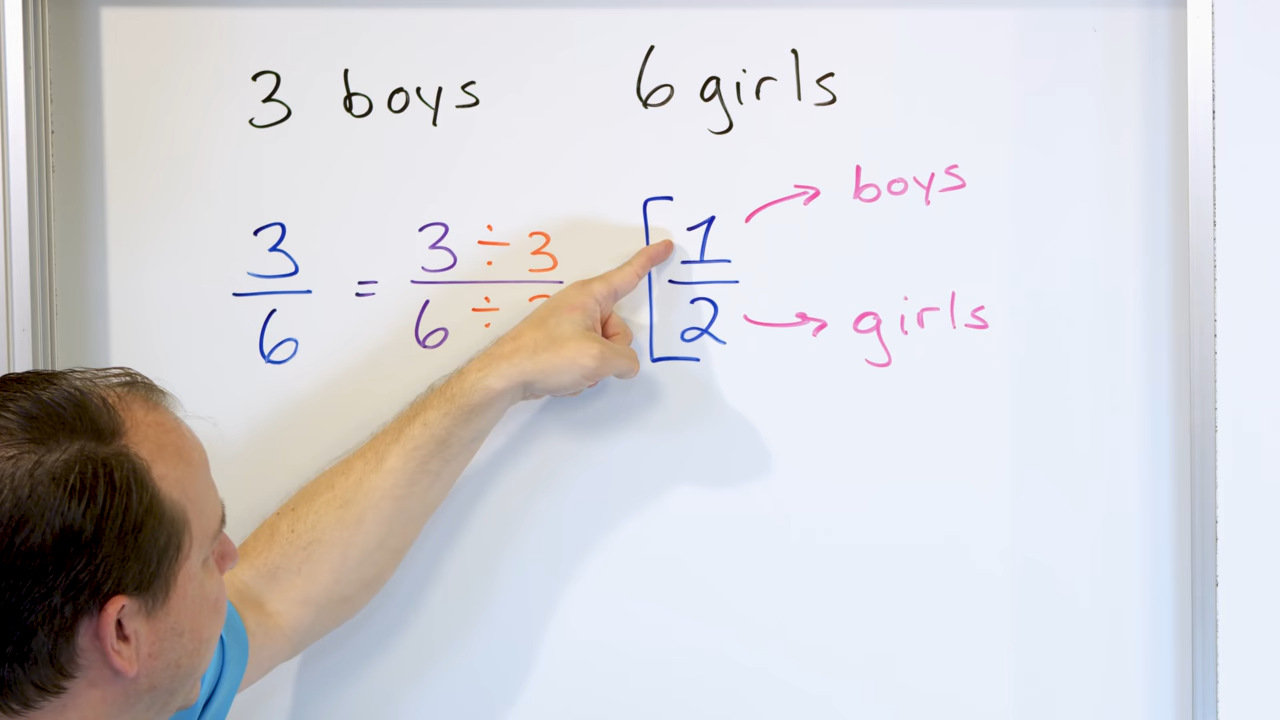 3 boys 6 girls
3/6 = 3 ÷ 3 / 6 ÷ [1/2
→ boys
→ girls